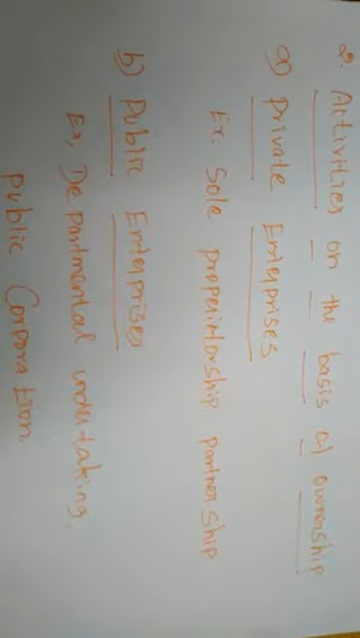 2. Activities on the basis of ownership
a) Private Enterprises
Ex. Sole propeirtorship, partnership
b) Public Enterprises
Ex, Departmental undertaking,
public Corporation.